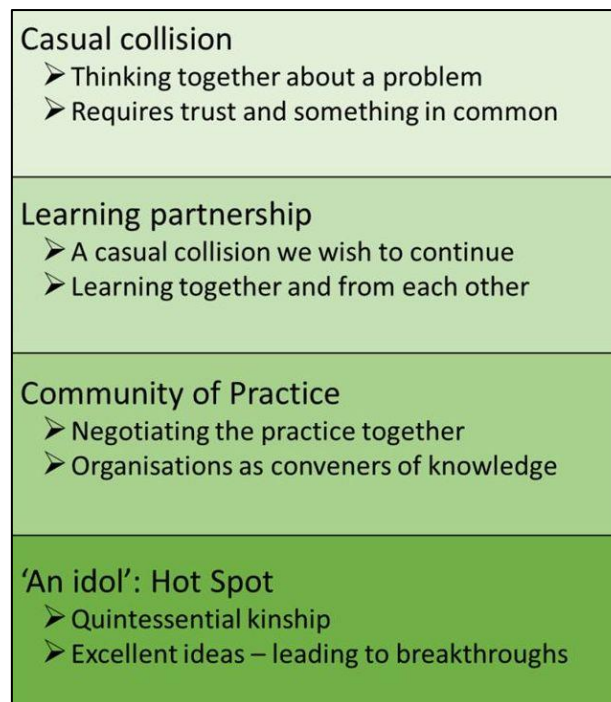 Casual collision
➢ Thinking together about a problem
➢ Requires trust and something in common
Learning partnership
➢ A casual collision we wish to continue
➢ Learning together and from each other
Community of Practice
➢ Negotiating the practice together
➢ Organisations as conveners of knowledge
‘An idol’: Hot Spot
➢ Quintessential kinship
➢ Excellent ideas – leading to breakthroughs